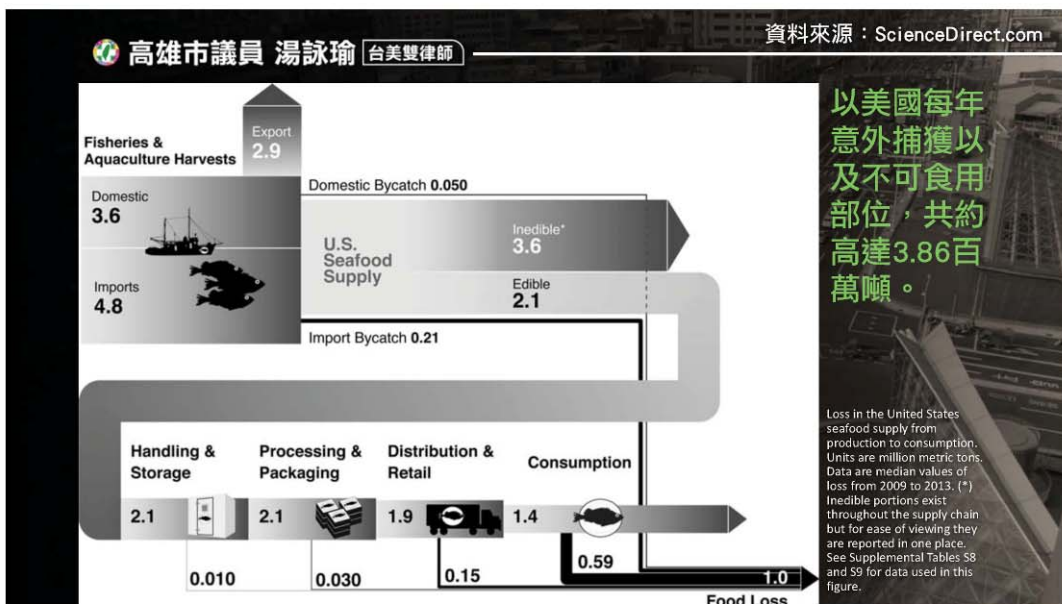 高雄市議員 湯詠瑜 台美雙律師
資料來源：ScienceDirect.com
以美國每年
意外捕獲以
及不可食用
部位，共約
高達3.86百
萬噸。
Fisheries &
Aquaculture Harvests
Export
2.9
Domestic
3.6
Imports
4.8
Domestic Bycatch 0.050
U.S.
Seafood
Supply
Inedible*
3.6
Edible
2.1
Import Bycatch 0.21
Handling &
Storage
Processing &
Packaging
Distribution &
Retail
Consumption
2.1
2.1
1.9
1.4
0.010
0.030
0.15
0.59
1.0
Food Loss
Loss in the United States
seafood supply from
production to consumption.
Units are million metric tons.
Data are median values of
loss from 2009 to 2013. (*)
Inedible portions exist
throughout the supply chain
but for ease of viewing they
are reported in one place.
See Supplemental Tables S8
and S9 for data used in this
figure.